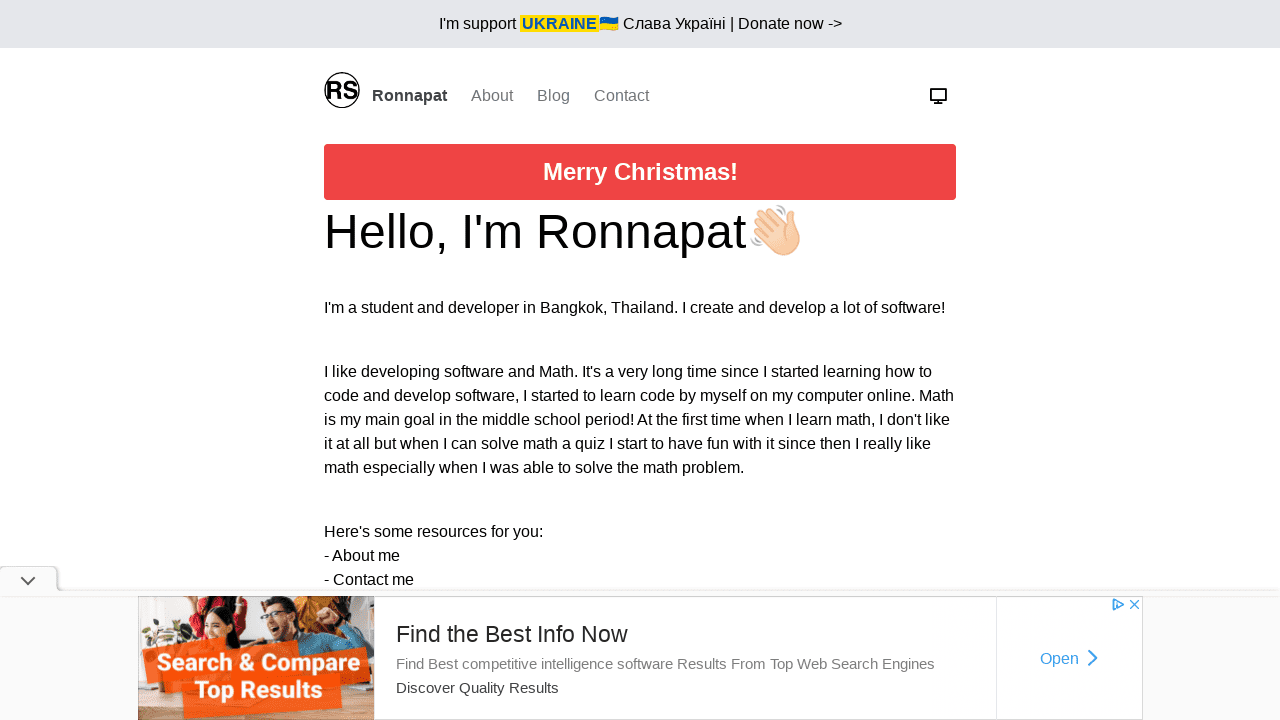 I'm support UKRAINE🇺🇦 Слава Україні | Donate now ->
RS Ronnapat About Blog Contact
Merry Christmas!
Hello, I'm Ronnapat👋🏻
I'm a student and developer in Bangkok, Thailand. I create and develop a lot of software!
I like developing software and Math. It's a very long time since I started learning how to
code and develop software, I started to learn code by myself on my computer online. Math
is my main goal in the middle school period! At the first time when I learn math, I don't like
it at all but when I can solve math a quiz I start to have fun with it since then I really like
math especially when I was able to solve the math problem.
Here's some resources for you:
- About me
- Contact me
Search & Compare
Top Results
Find the Best Info Now
Find Best competitive intelligence software Results From Top Web Search Engines
Discover Quality Results
Open